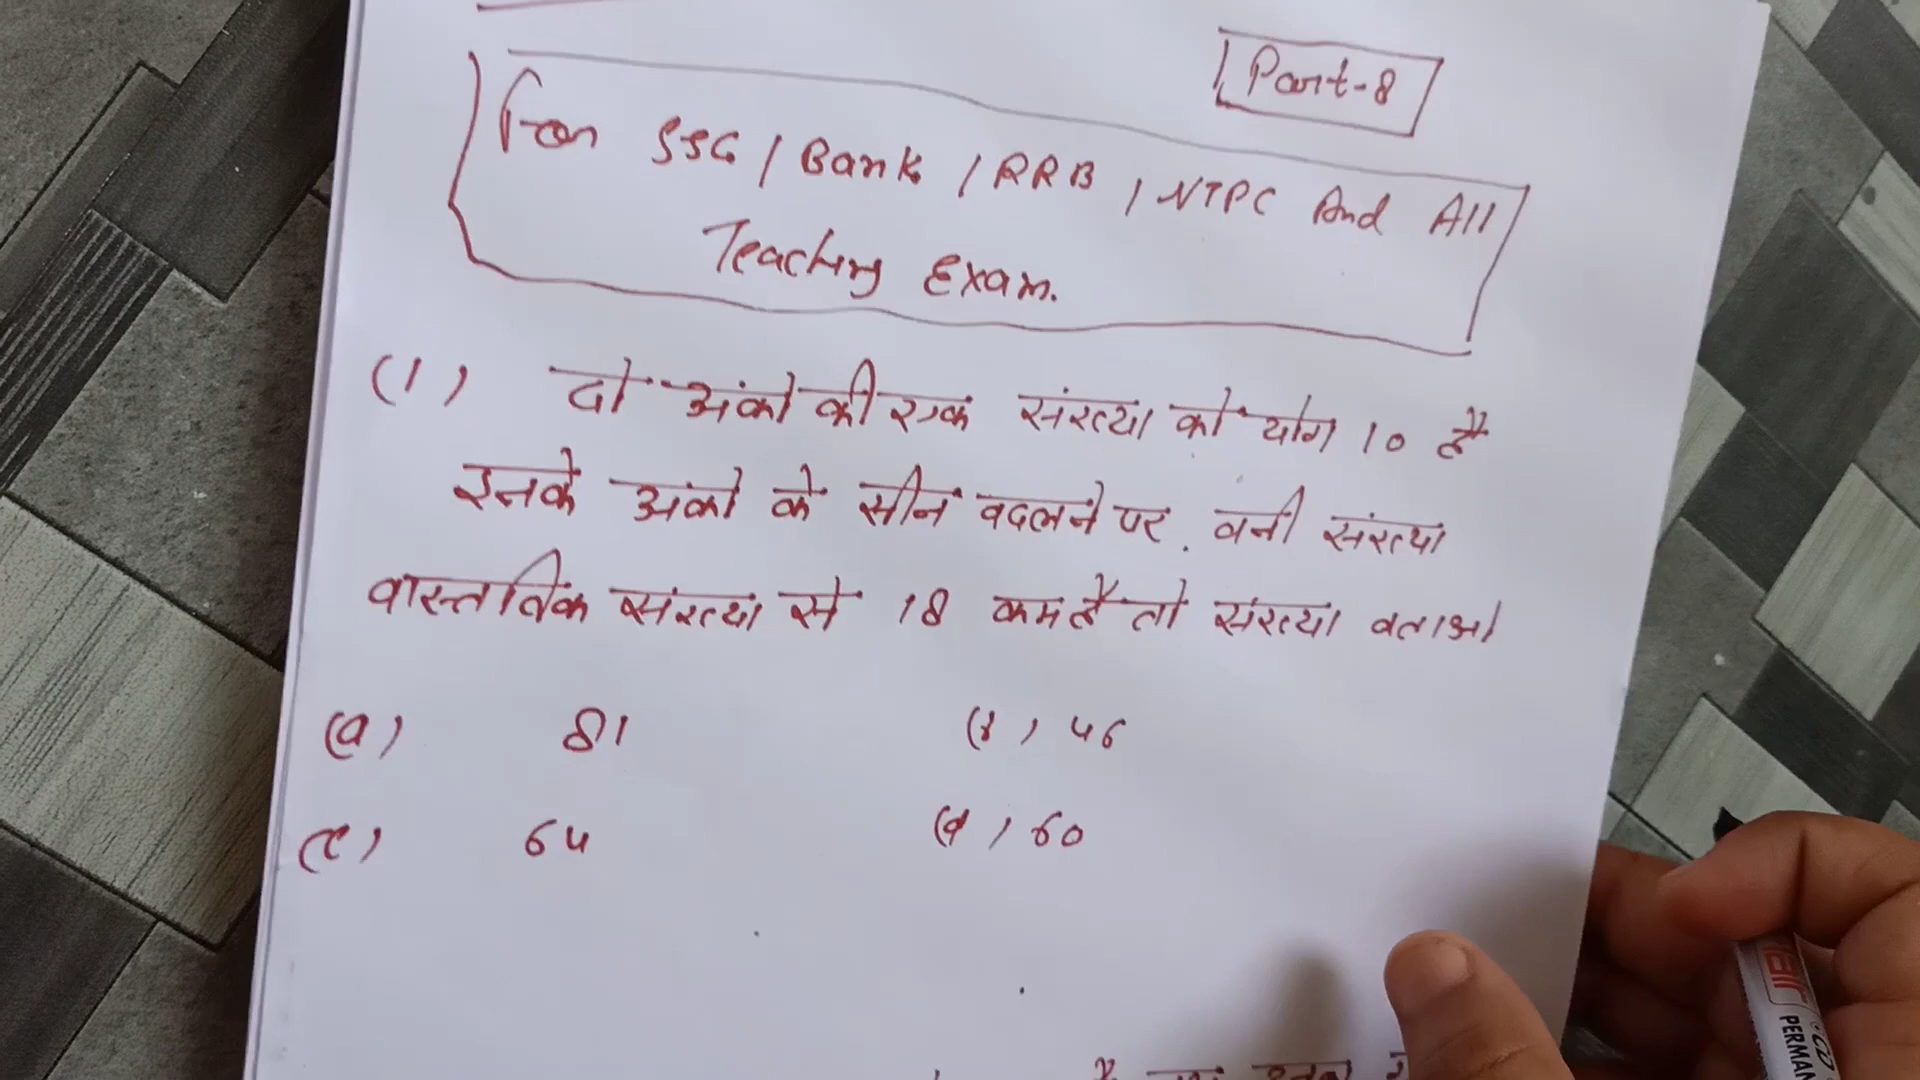 Part-8
For SSC / Bank / RRB / NTPC And All
Teaching Exam.
(1) दो अंको की एक संख्या को योग 10 है
इनके अंको के सीन बदलने पर. बनी संख्या
वास्तविक संख्या से 18 कम है तो संख्या बताओ
(a) 81 (b) 46
(c) 64 (d) 60
PERMAN